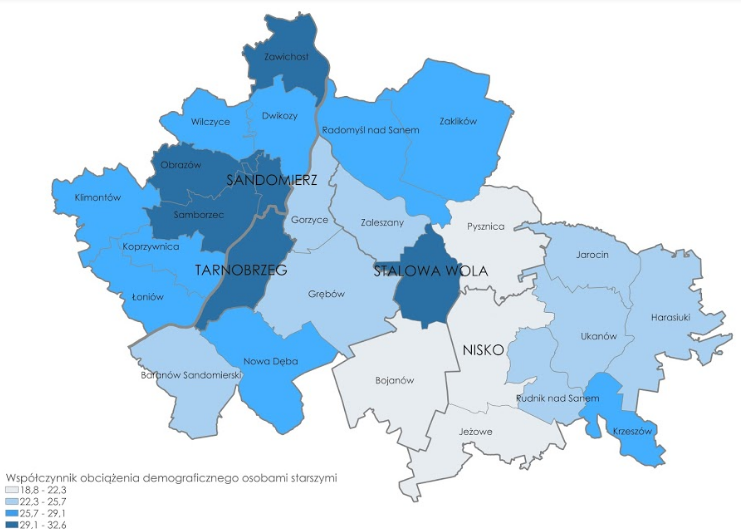 Zawichost
Wilczyce
Dwikozy
Radomyśl nad Sanem
Zaklików
Obrazów
SANDOMIERZ
Klimontów
Samborzec
Gorzyce
Zaleszany
Pysznica
Koprzywnica
Jarocin
TARNOBRZEG
STALOWA WOLA
Łoniów
Grębów
Harasiuki
Ukanów
NISKO
Nowa Dęba
Baranów Sandomierski
Bojanów
Rudnik nad Sanem
Jeżowe
Krzeszów
Współczynnik obciążenia demograficznego osobami starszymi
18,8 - 22,3
22,3 - 25,7
25,7 - 29,1
29,1 - 32,6